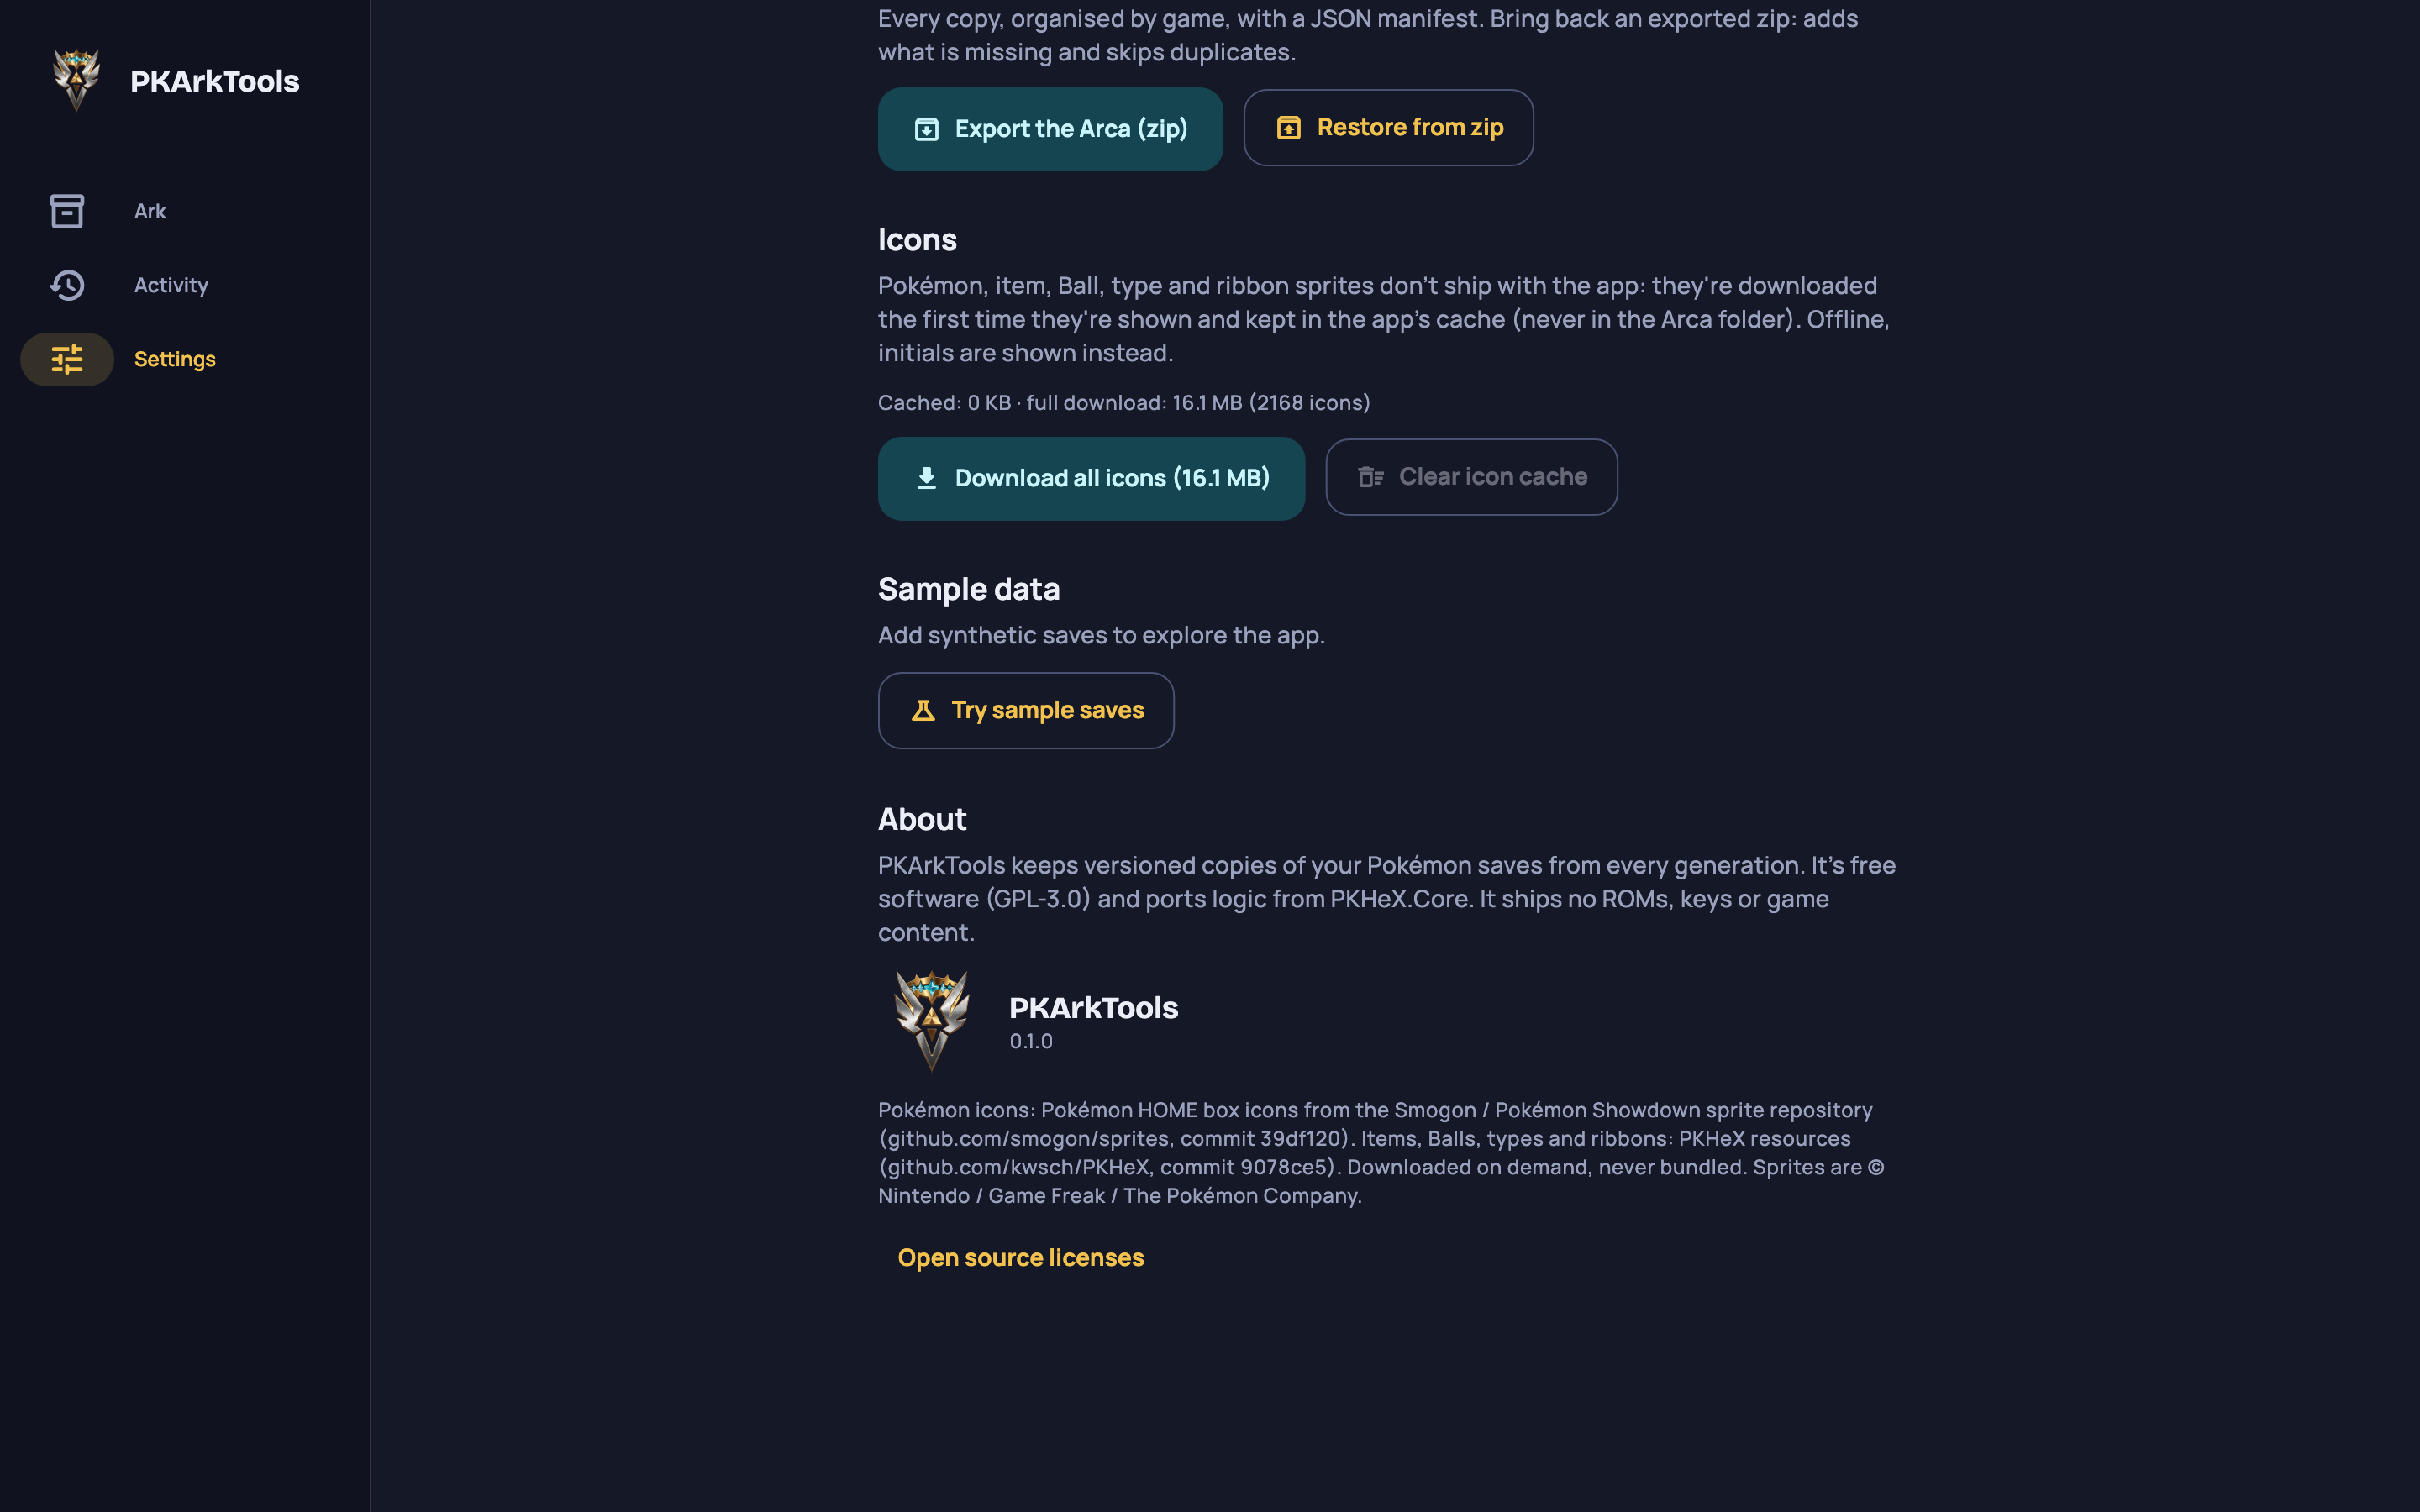 PKArkTools
Ark
Activity
Settings
Every copy, organised by game, with a JSON manifest. Bring back an exported zip: adds
what is missing and skips duplicates.
Export the Arca (zip)
Restore from zip
Icons
Pokémon, item, Ball, type and ribbon sprites don’t ship with the app: they're downloaded
the first time they're shown and kept in the app’s cache (never in the Arca folder). Offline,
initials are shown instead.
Cached: 0 KB · full download: 16.1 MB (2168 icons)
Download all icons (16.1 MB)
Clear icon cache
Sample data
Add synthetic saves to explore the app.
Try sample saves
About
PKArkTools keeps versioned copies of your Pokémon saves from every generation. It’s free
software (GPL-3.0) and ports logic from PKHeX.Core. It ships no ROMs, keys or game
content.
PKArkTools
0.1.0
Pokémon icons: Pokémon HOME box icons from the Smogon / Pokémon Showdown sprite repository
(github.com/smogon/sprites, commit 39df120). Items, Balls, types and ribbons: PKHeX resources
(github.com/kwsch/PKHeX, commit 9078ce5). Downloaded on demand, never bundled. Sprites are ©
Nintendo / Game Freak / The Pokémon Company.
Open source licenses